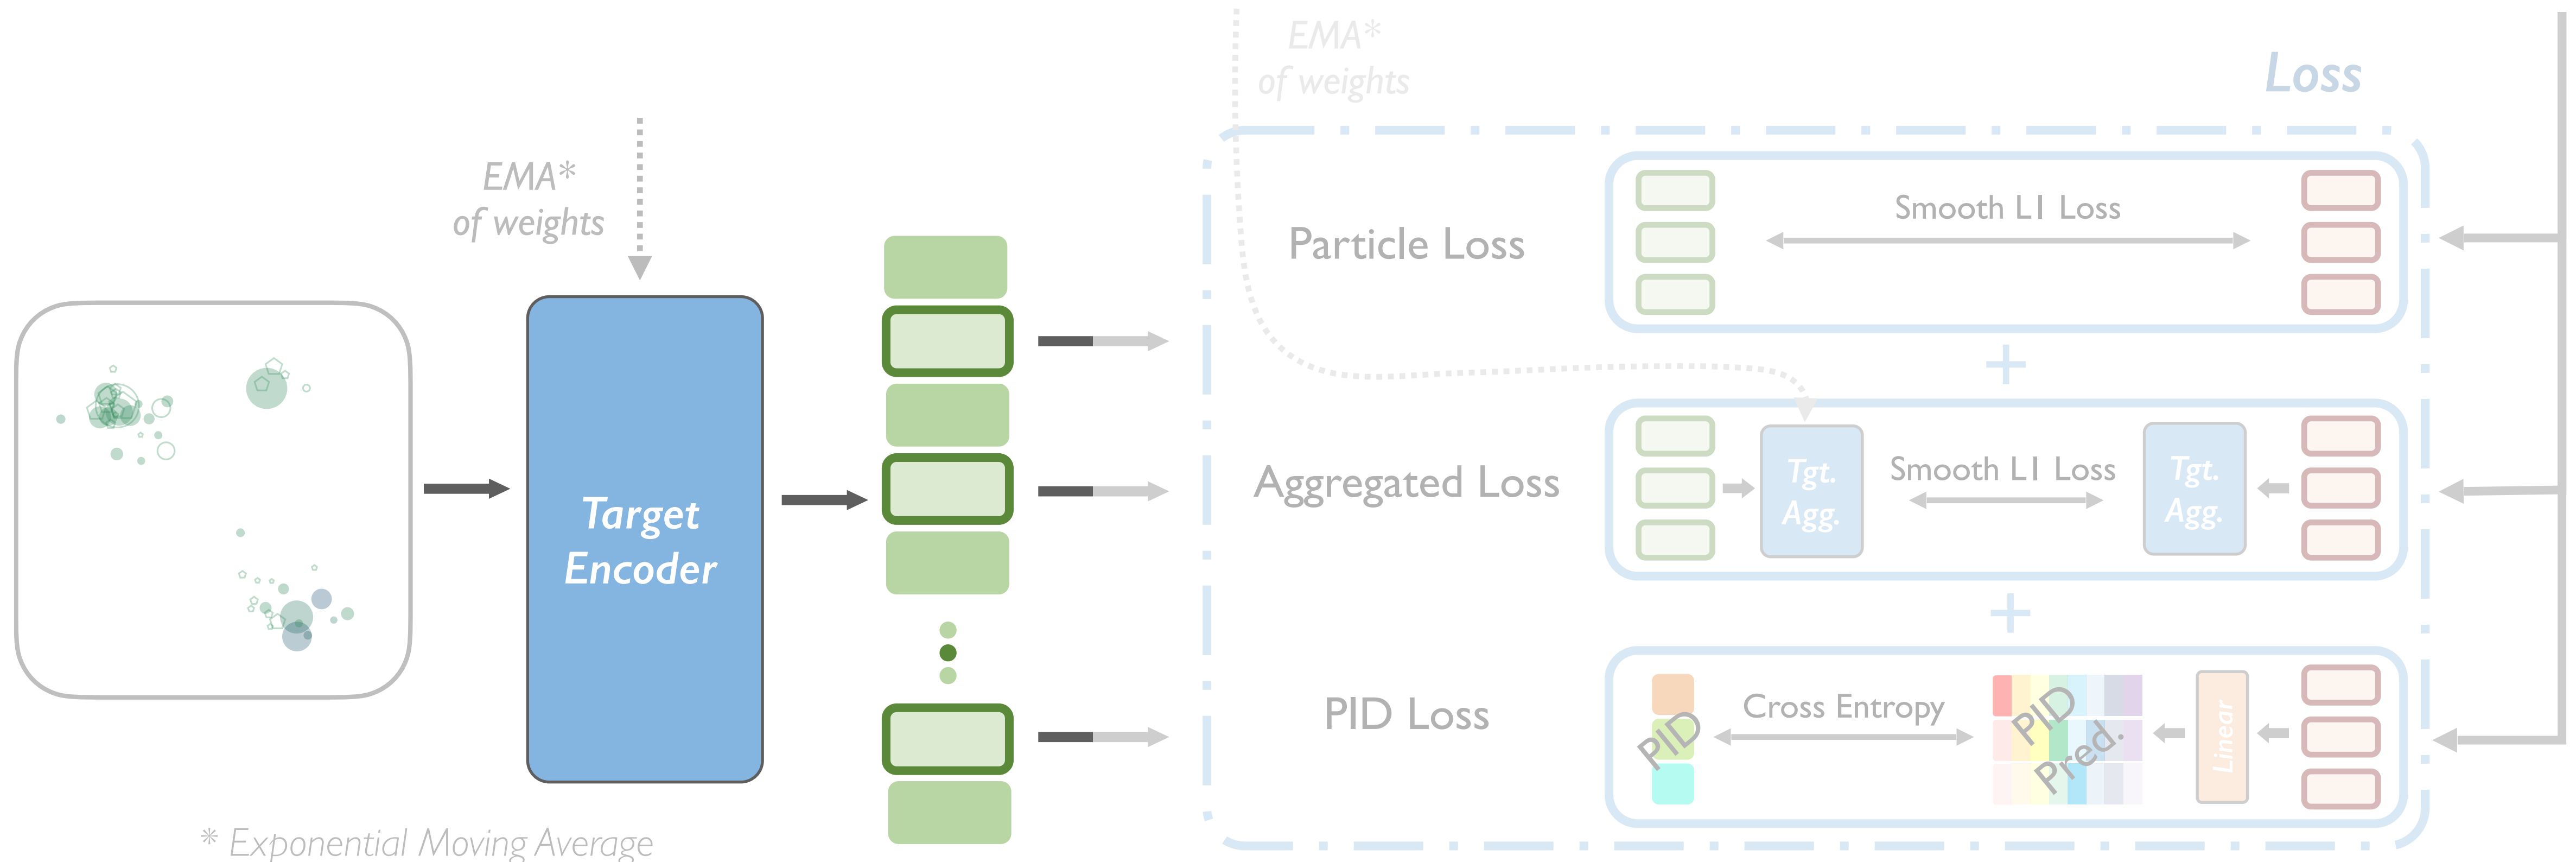 EMA*
of weights
Loss
EMA*
of weights
Target
Encoder
Particle Loss
Smooth L1 Loss
Aggregated Loss
Tgt.
Agg.
Smooth L1 Loss
Tgt.
Agg.
PID Loss
PID
Cross Entropy
PID
Pred.
Linear
* Exponential Moving Average